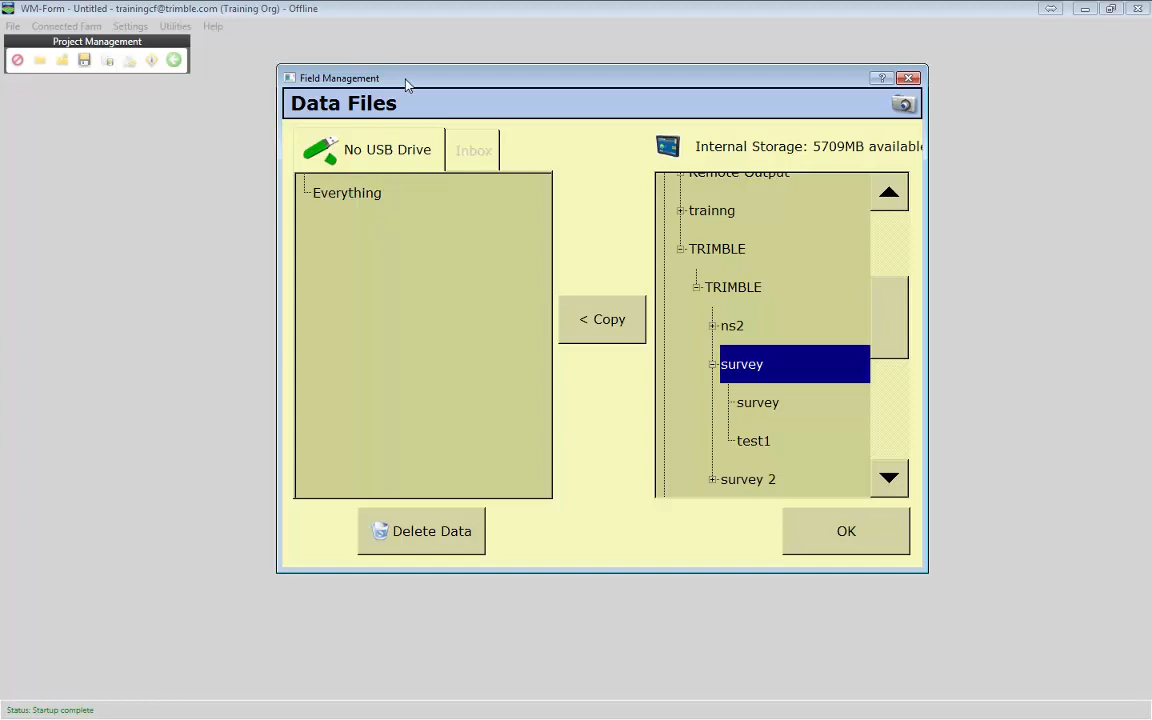 WM-Form - Untitled - trainingcf@trimble.com (Training Org) - Offline
File Connected Farm Settings Utilities Help
Project Management
Field Management
Data Files
No USB Drive
Inbox
Everything
< Copy
Delete Data
Internal Storage: 5709MB availabl
Remote Output
trainng
TRIMBLE
TRIMBLE
ns2
survey
survey
test1
survey 2
OK
Status: Startup complete